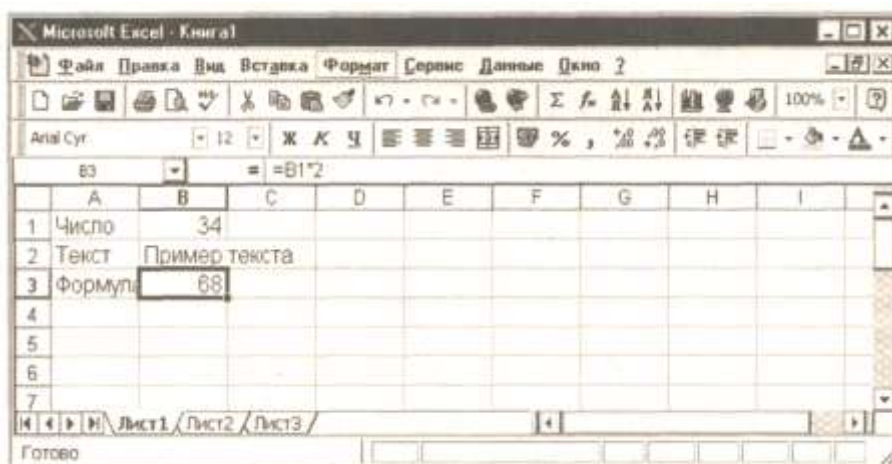 Microsoft Excel - Книга1
Файл Правка Вид Вставка Формат Сервис Данные Окно ?
100%
Arial Cyr 12 Ж К Ч % ,
B3 = =B1*2
A B C D E F G H I
1 Число 34
2 Текст Пример текста
3 Формула 68
4
5
6
7
Лист1 Лист2 Лист3
Готово